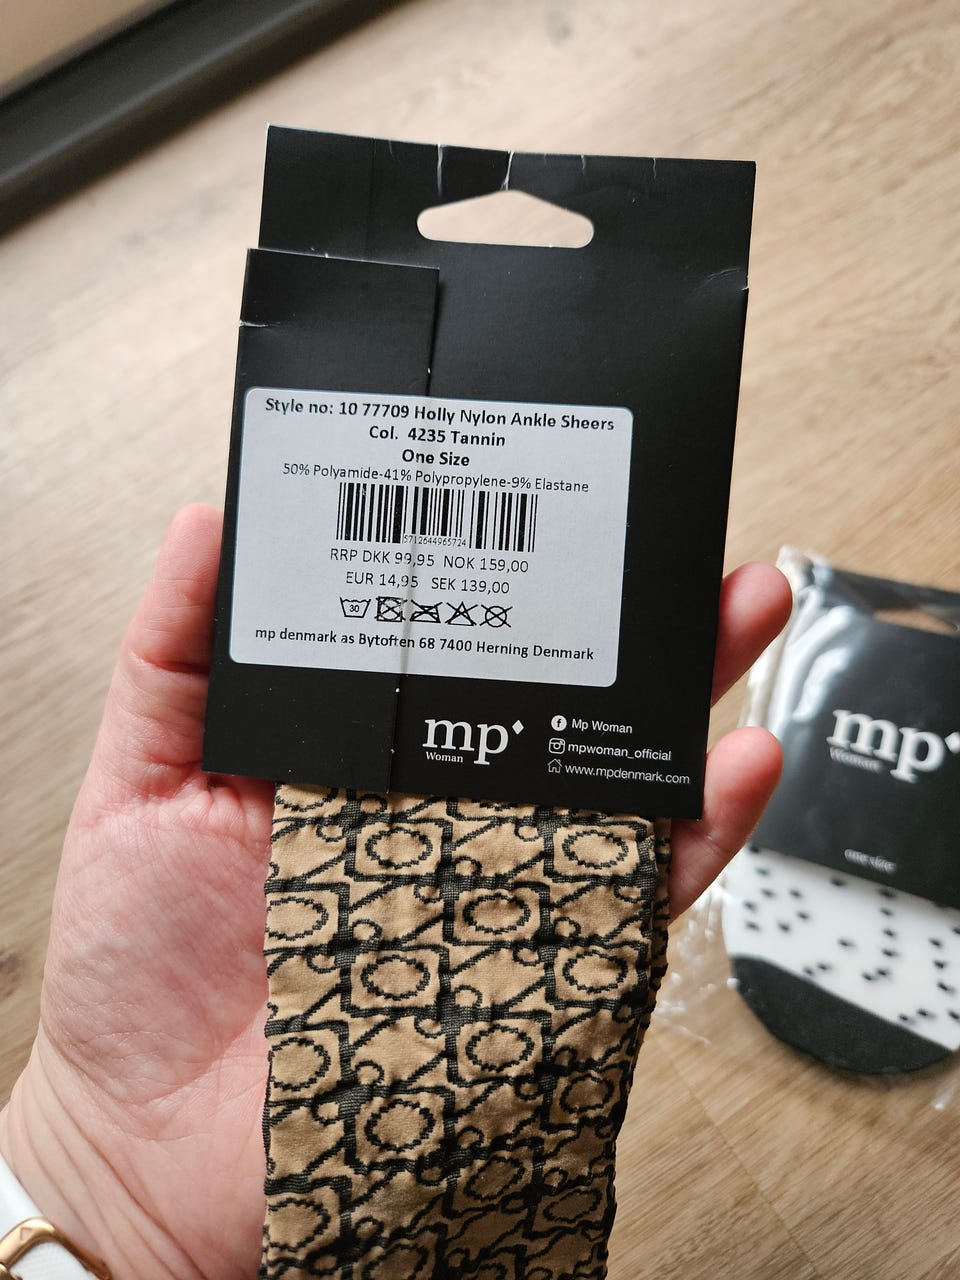 Style no: 10 77709 Holly Nylon Ankle Sheers
Col. 4235 Tannin
One Size
50% Polyamide-41% Polypropylene-9% Elastane
5712644965724
RRP DKK 99,95 NOK 159,00
EUR 14,95 SEK 139,00
30
mp denmark as Bytoften 68 7400 Herning Denmark
mp
Woman
Mp Woman
mpwoman_official
www.mpdenmark.com
mp
Woman
one size